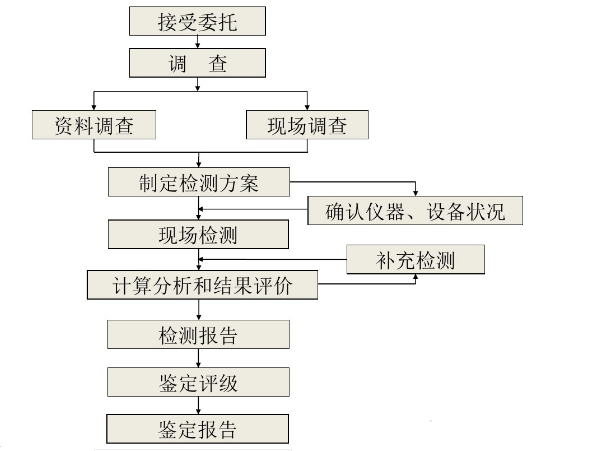 接受委托
调 查
资料调查
现场调查
制定检测方案
确认仪器、设备状况
现场检测
补充检测
计算分析和结果评价
检测报告
鉴定评级
鉴定报告